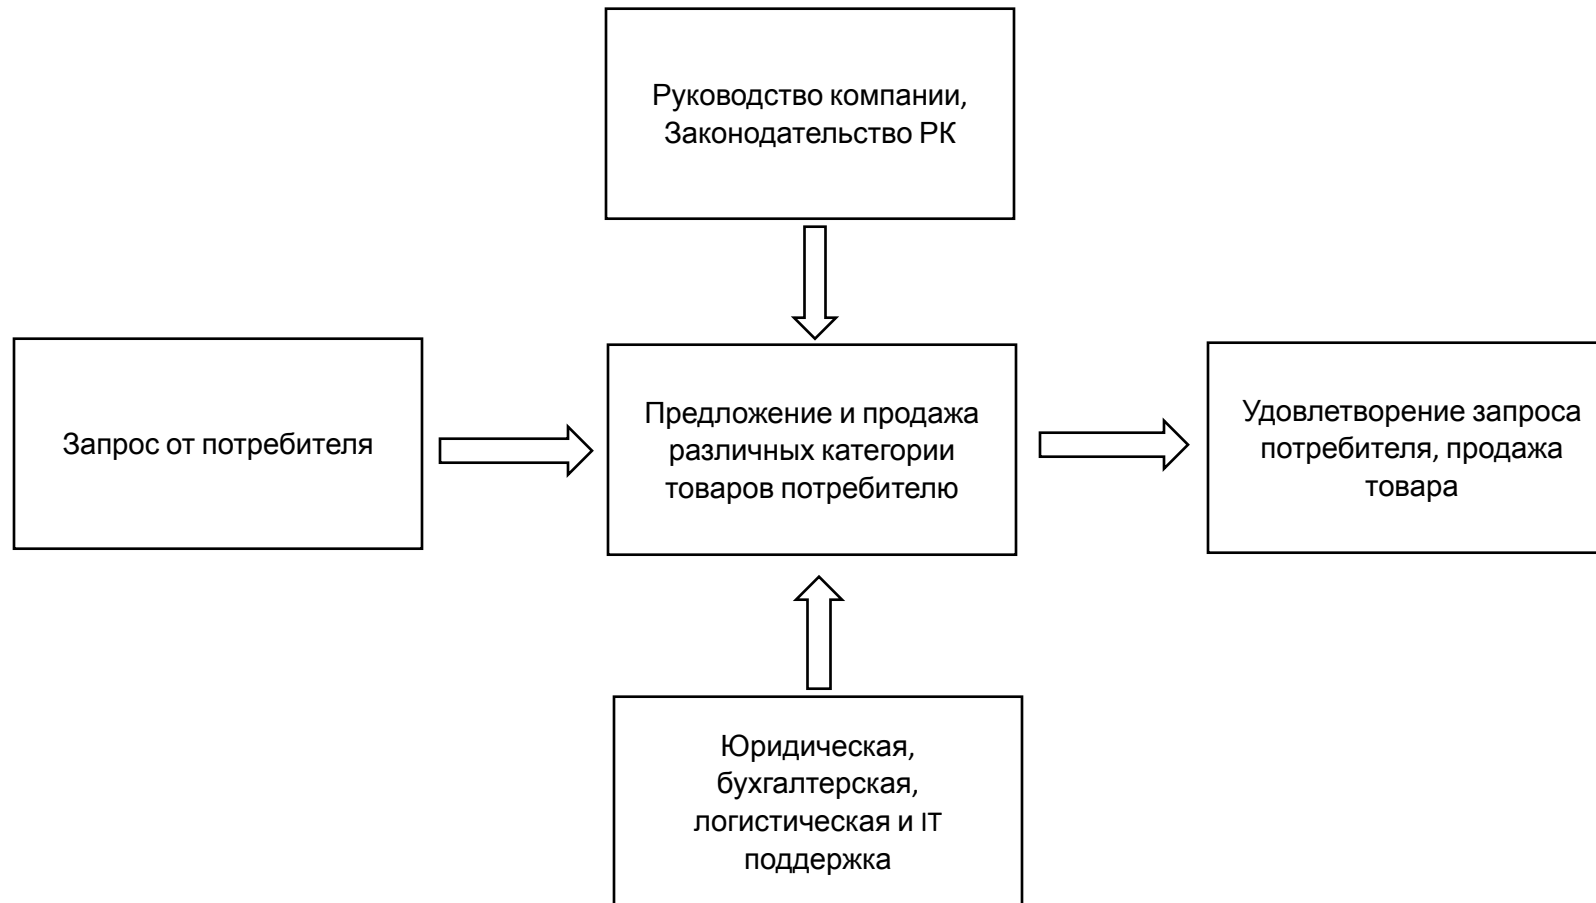 Руководство компании,
Законодательство РК
Запрос от потребителя
Предложение и продажа
различных категории
товаров потребителю
Удовлетворение запроса
потребителя, продажа
товара
Юридическая,
бухгалтерская,
логистическая и IT
поддержка